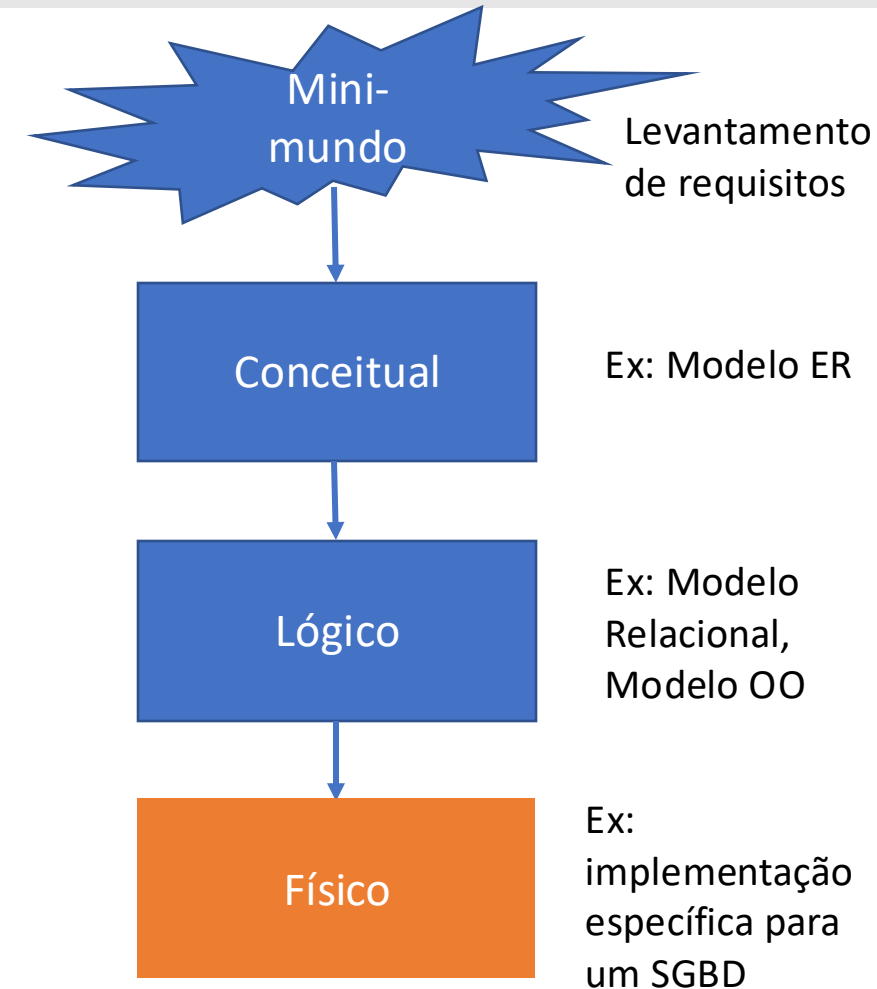 Mini-
mundo
Levantamento
de requisitos
Conceitual
Ex: Modelo ER
Lógico
Ex: Modelo
Relacional,
Modelo OO
Físico
Ex:
implementação
específica para
um SGBD